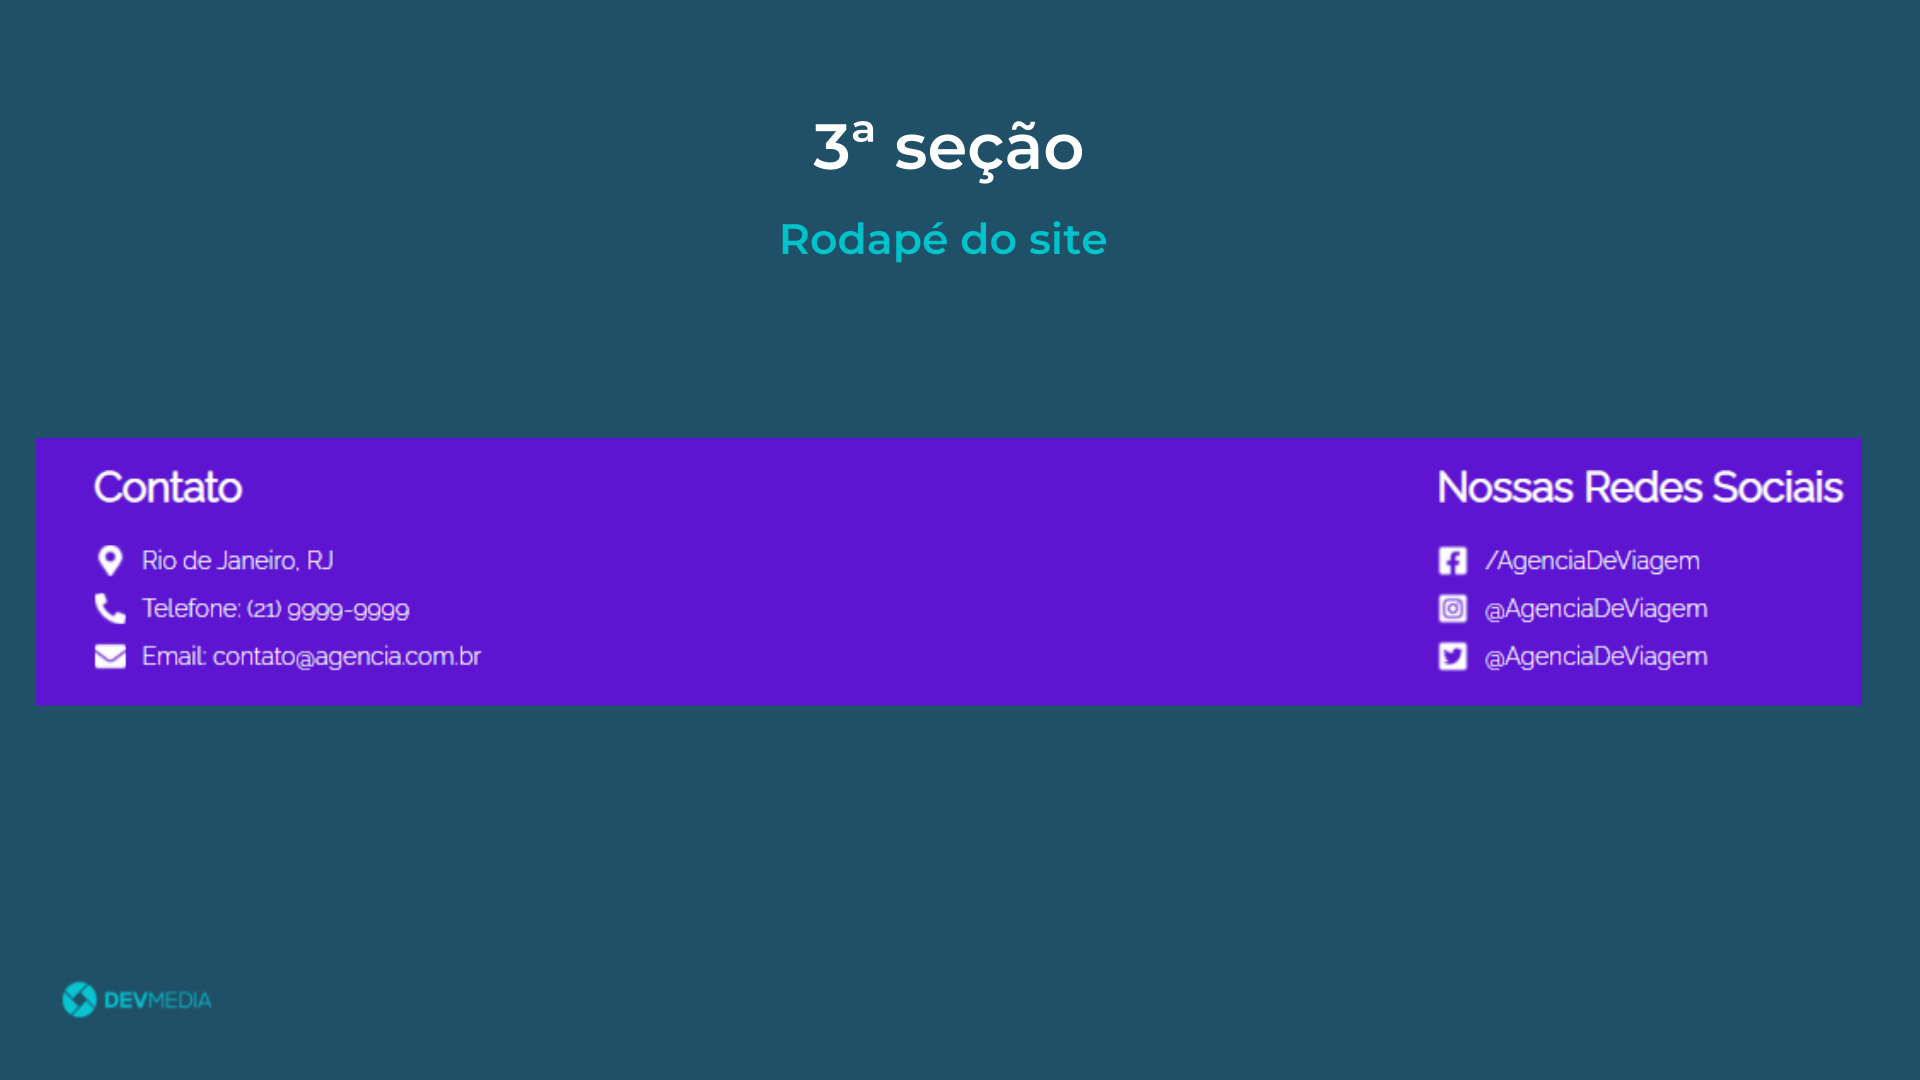 3ª seção
Rodapé do site
Contato
Rio de Janeiro, RJ
Telefone: (21) 9999-9999
Email: contato@agencia.com.br
Nossas Redes Sociais
/AgenciaDeViagem
@AgenciaDeViagem
@AgenciaDeViagem
DEVMEDIA